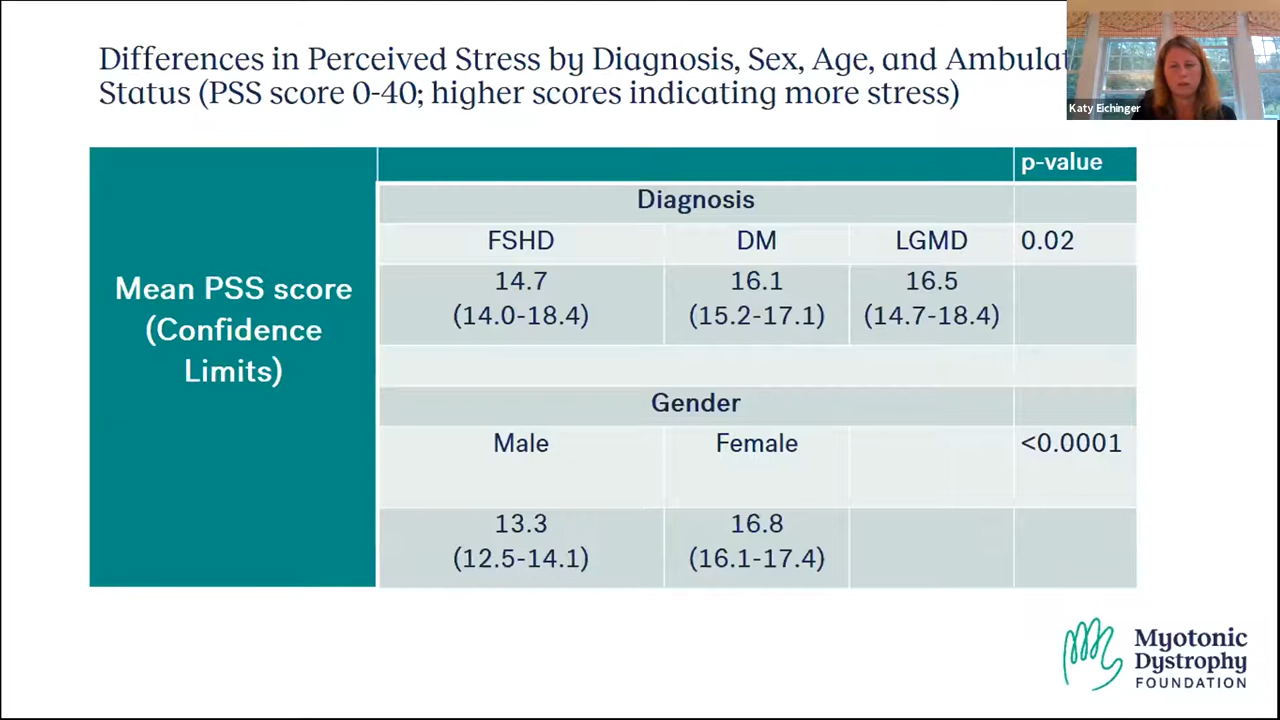 Differences in Perceived Stress by Diagnosis, Sex, Age, and
Status (PSS score 0-40; higher scores indicating more stress)
Katy Eichinger
p-value
Diagnosis
FSHD DM LGMD 0.02
Mean PSS score
(Confidence
Limits)
14.7 16.1 16.5
(14.0-18.4) (15.2-17.1) (14.7-18.4)
Gender
Male Female <0.0001
13.3 16.8
(12.5-14.1) (16.1-17.4)
Myotonic
Dystrophy
FOUNDATION